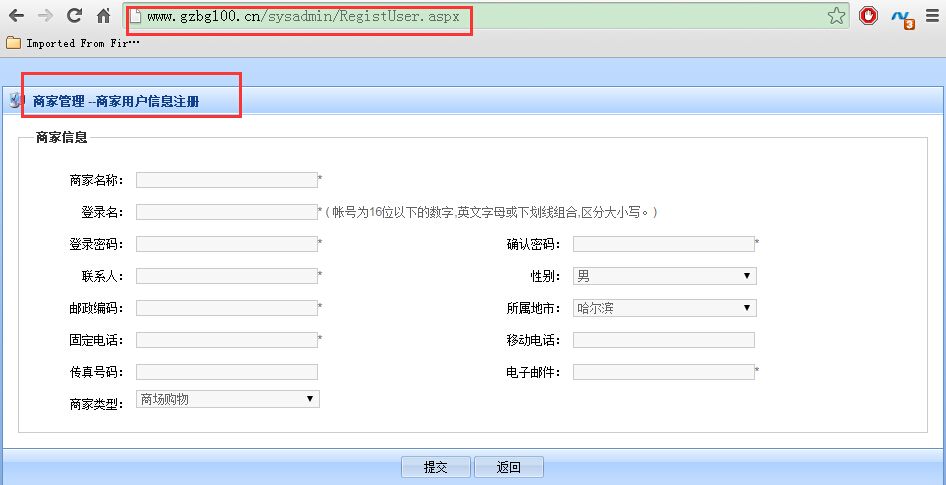 www.gzbg100.cn/sysadmin/RegistUser.aspx
3
Imported From Fir…
商家管理 --商家用户信息注册
商家信息
商家名称： *
登录名： * ( 帐号为16位以下的数字,英文字母或下划线组合,区分大小写。)
登录密码： * 确认密码： *
联系人： * 性别： 男
邮政编码： * 所属地市： 哈尔滨
固定电话： * 移动电话：
传真号码： 电子邮件： *
商家类型： 商场购物
提交 返回